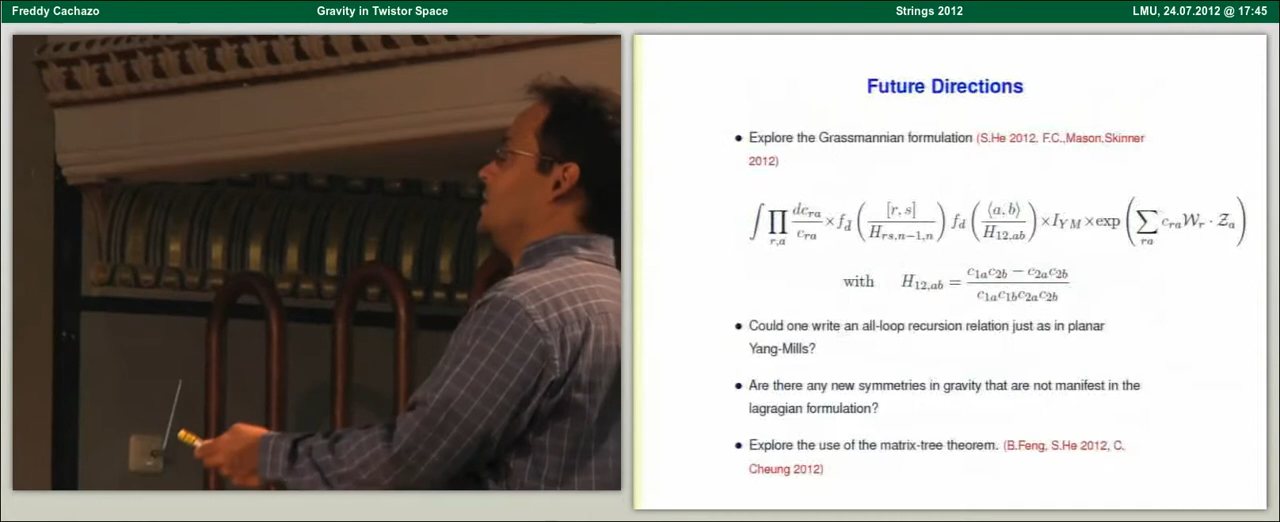 Freddy Cachazo Gravity in Twistor Space Strings 2012 LMU, 24.07.2012 @ 17:45
Future Directions
• Explore the Grassmannian formulation (S.He 2012. F.C.,Mason,Skinner
2012)
∫ ∏_{r,a} dc_{ra}/c_{ra} × f_d ( [r, s] / H_{rs,n−1,n} ) f_d ( ⟨a, b⟩ / H_{12,ab} ) × I_{YM} × exp ( ∑_{ra} c_{ra} W_r · Z_a )
with H_{12,ab} = (c_{1a}c_{2b} − c_{2a}c_{2b}) / (c_{1a}c_{1b}c_{2a}c_{2b})
• Could one write an all-loop recursion relation just as in planar
Yang-Mills?
• Are there any new symmetries in gravity that are not manifest in the
lagragian formulation?
• Explore the use of the matrix-tree theorem. (B.Feng, S.He 2012, C.
Cheung 2012)